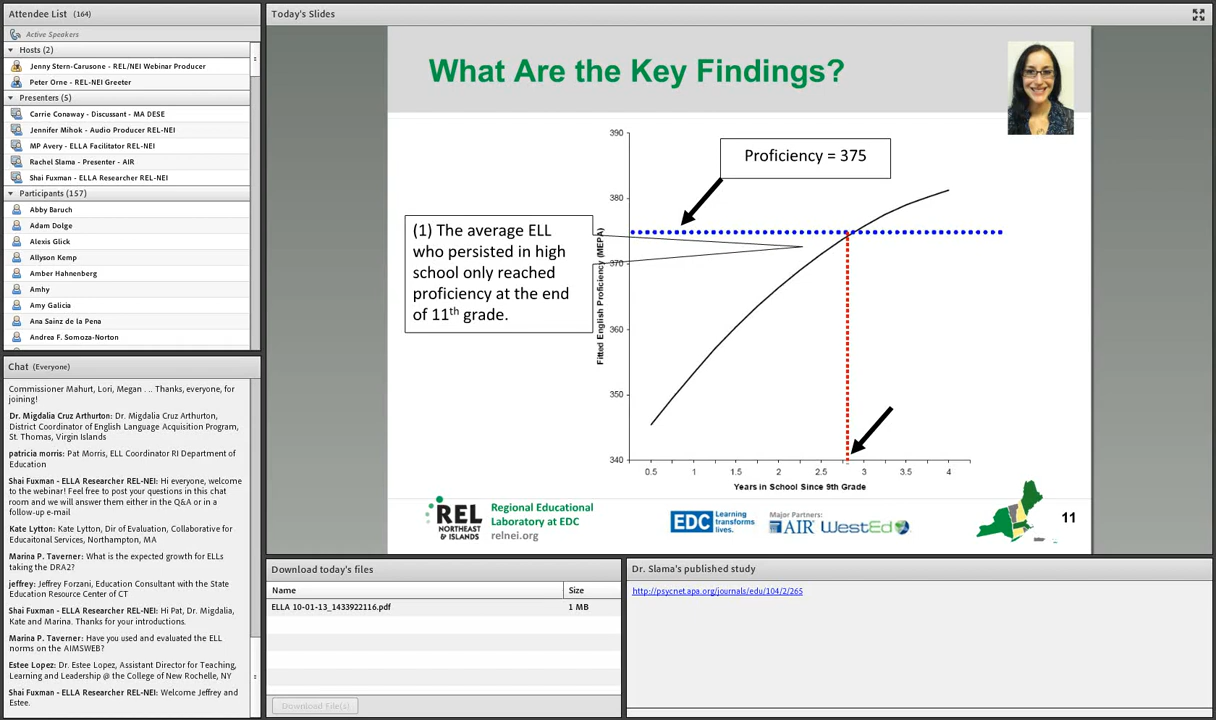 Attendee List (164)
Active Speakers
Hosts (2)
Jenny Stern-Carusone - REL/NEI Webinar Producer
Peter Orne - REL-NEI Greeter
Presenters (5)
Carrie Conaway - Discussant - MA DESE
Jennifer Mihok - Audio Producer REL-NEI
MP Avery - ELLA Facilitator REL-NEI
Rachel Slama - Presenter - AIR
Shai Fuxman - ELLA Researcher REL-NEI
Participants (157)
Abby Baruch
Adam Dolge
Alexis Glick
Allyson Kemp
Amber Hahnenberg
Amhy
Amy Galicia
Ana Sainz de la Pena
Andrea F. Somoza-Norton
Chat (Everyone)
Commissioner Mahurt, Lori, Megan . .. Thanks, everyone, for
joining!
Dr. Migdalia Cruz Arthurton: Dr. Migdalia Cruz Arthurton,
District Coordinator of English Language Acquisition Program,
St. Thomas, Virgin Islands
patricia morris: Pat Morris, ELL Coordinator RI Department of
Education
Shai Fuxman - ELLA Researcher REL-NEI: Hi everyone, welcome
to the webinar! Feel free to post your questions in this chat
room and we will answer them either in the Q&A or in a
follow-up e-mail
Kate Lytton: Kate Lytton, Dir of Evaluation, Collaborative for
Educaitonal Services, Northampton, MA
Marina P. Taverner: What is the expected growth for ELLs
taking the DRA2?
jeffrey: Jeffrey Forzani, Education Consultant with the State
Education Resource Center of CT
Shai Fuxman - ELLA Researcher REL-NEI: Hi Pat, Dr. Migdalia,
Kate and Marina. Thanks for your introductions.
Marina P. Taverner: Have you used and evaluated the ELL
norms on the AIMSWEB?
Estee Lopez: Dr. Estee Lopez, Assistant Director for Teaching,
Learning and Leadership @ the College of New Rochelle, NY
Shai Fuxman - ELLA Researcher REL-NEI: Welcome Jeffrey and
Estee.
Today's Slides
What Are the Key Findings?
Proficiency = 375
(1) The average ELL
who persisted in high
school only reached
proficiency at the end
of 11th grade.
Fitted English Proficiency (MEPA)
390
380
370
360
350
340
0.5 1 1.5 2 2.5 3 3.5 4
Years in School Since 9th Grade
REL
NORTHEAST
& ISLANDS
Regional Educational
Laboratory at EDC
relnei.org
EDC Learning
transforms
lives.
Major Partners:
AIR WestEd
11
Download today's files
Name Size
ELLA 10-01-13_1433922116.pdf 1 MB
Download File(s)
Dr. Slama's published study
http://psycnet.apa.org/journals/edu/104/2/265